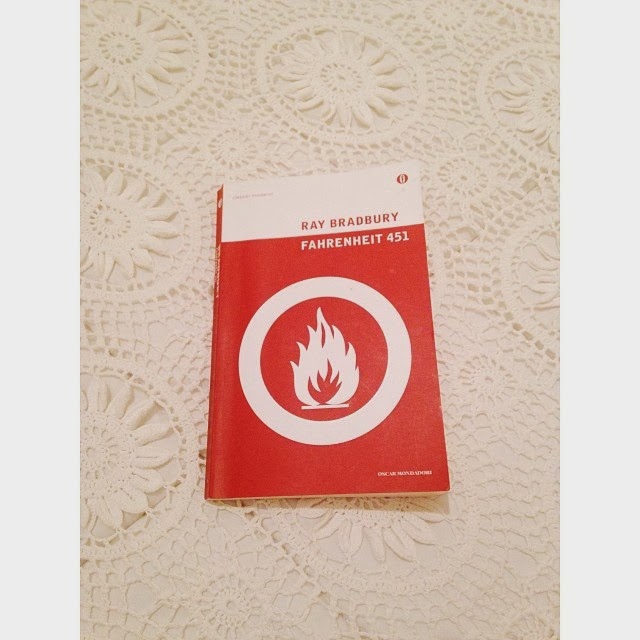 RAY BRADBURY
FAHRENHEIT 451
OSCAR MONDADORI